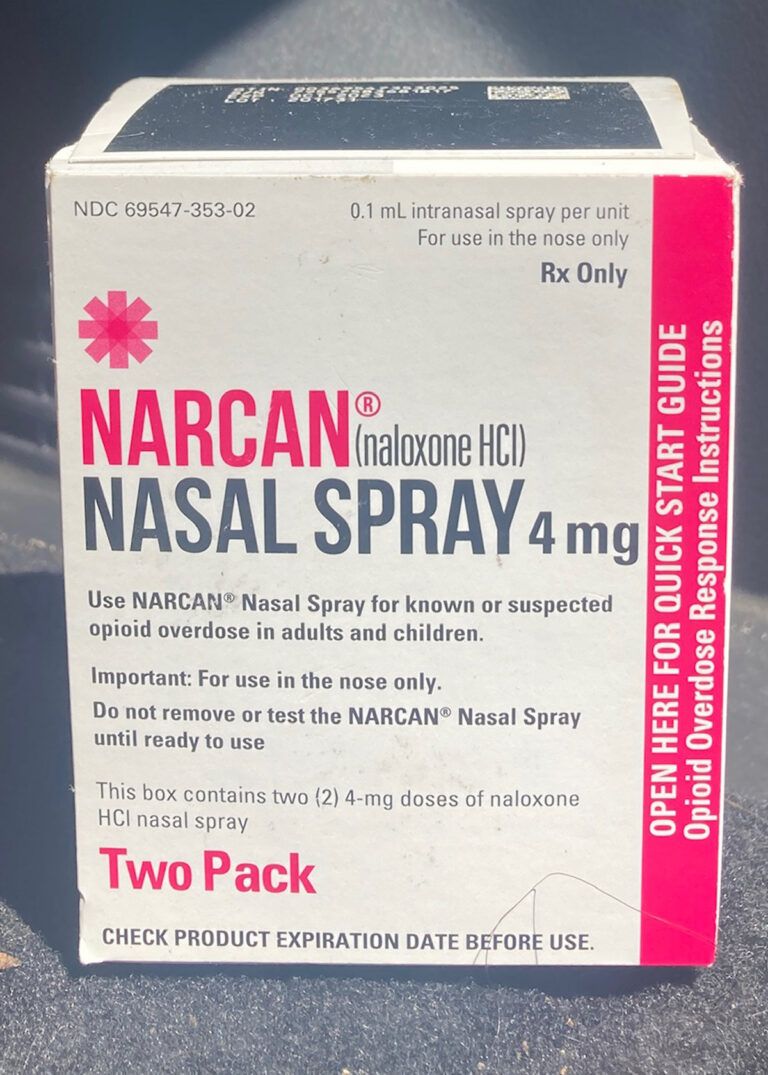 NDC 69547-353-02
0.1 mL intranasal spray per unit
For use in the nose only
Rx Only
NARCAN®
(naloxone HCl)
NASAL SPRAY 4 mg
Use NARCAN® Nasal Spray for known or suspected
opioid overdose in adults and children.
Important: For use in the nose only.
Do not remove or test the NARCAN® Nasal Spray
until ready to use
This box contains two (2) 4-mg doses of naloxone
HCl nasal spray
Two Pack
CHECK PRODUCT EXPIRATION DATE BEFORE USE.
OPEN HERE FOR QUICK START GUIDE
Opioid Overdose Response Instructions